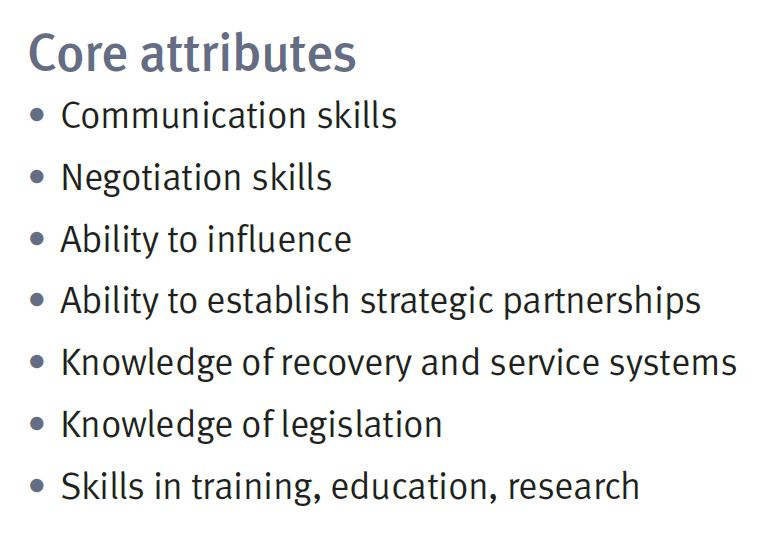 Core attributes
• Communication skills
• Negotiation skills
• Ability to influence
• Ability to establish strategic partnerships
• Knowledge of recovery and service systems
• Knowledge of legislation
• Skills in training, education, research